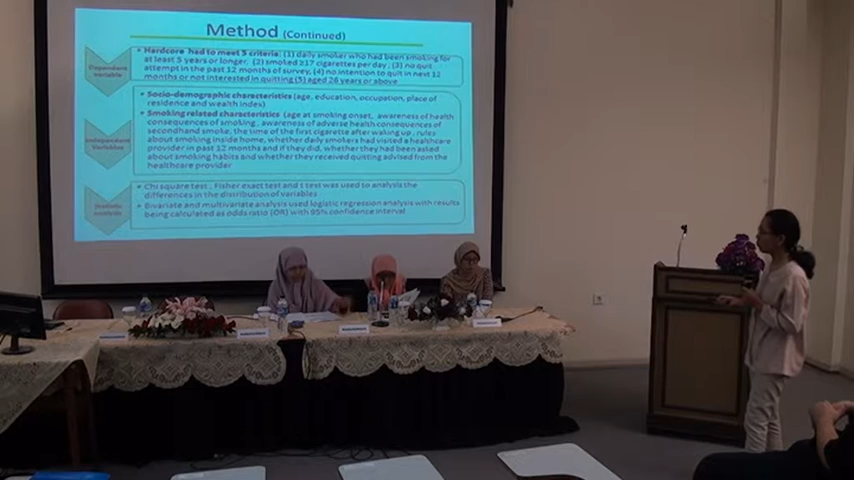 Method (Continued)
Dependent
Variable
• Hardcore had to meet 5 criteria: (1) daily smoker who had been smoking for
at least 5 years or longer, (2) smoked ≥17 cigarettes per day, (3) no quit
attempt in the past 12 months of survey, (4) no intention to quit in next 12
months or not interested in quitting (5) aged 26 years or above
Independent
Variables
• Socio-demographic characteristics (age, education, occupation, place of
residence and wealth index)
• Smoking related characteristics (age at smoking onset, awareness of health
consequences of smoking, awareness of adverse health consequences of
secondhand smoke, the time of the first cigarette after waking up, rules
about smoking inside home, whether daily smokers had visited a healthcare
provider in past 12 months and if they did, whether they had been asked
about smoking habits and whether they received quitting advised from the
healthcare provider
Statistic
• Chi square test, Fisher exact test and t test was used to analysis the
differences in the distribution of variables
• Bivariate and multivariate analysis used logistic regression analysis with results
being calculated as odds ratio (OR) with 95% confidence interval